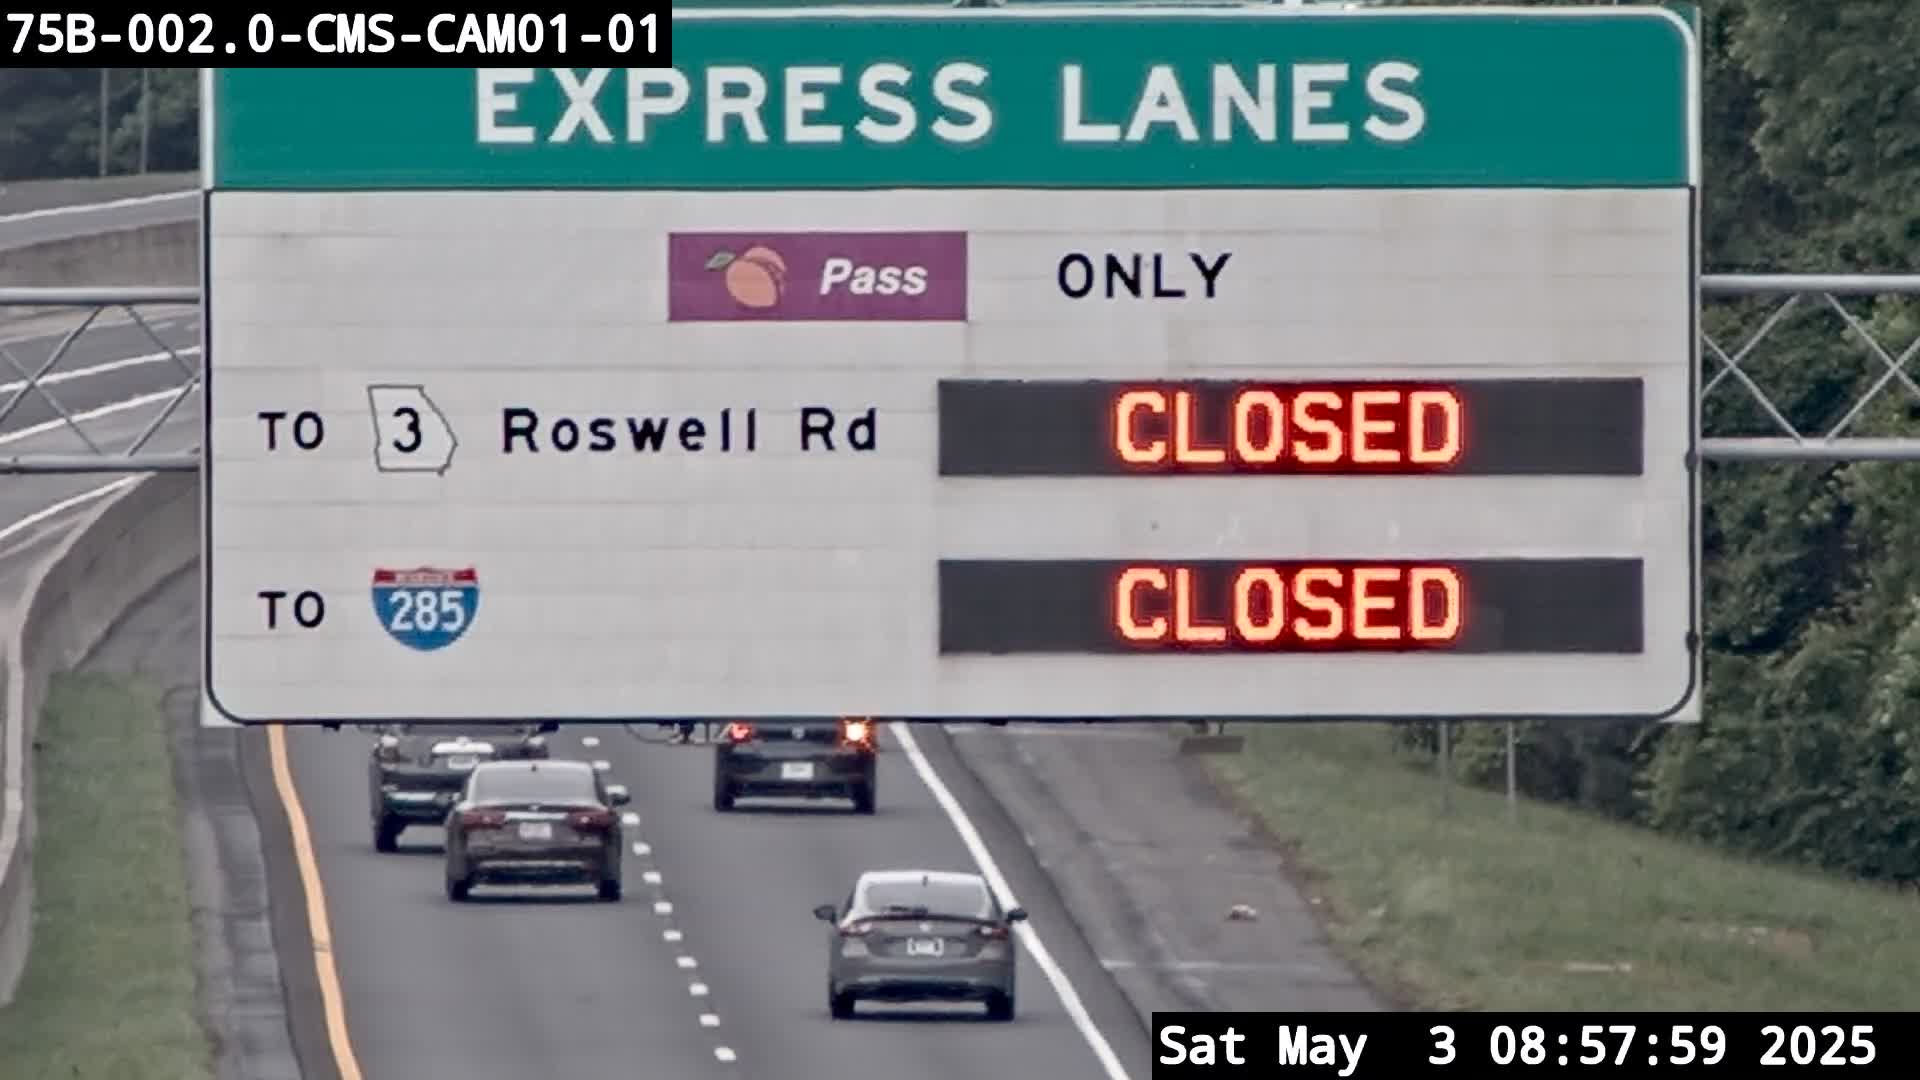 75B-002.0-CMS-CAM01-01
EXPRESS LANES
Pass ONLY
TO 3 Roswell Rd CLOSED
TO 285 CLOSED
Sat May 3 08:57:59 2025